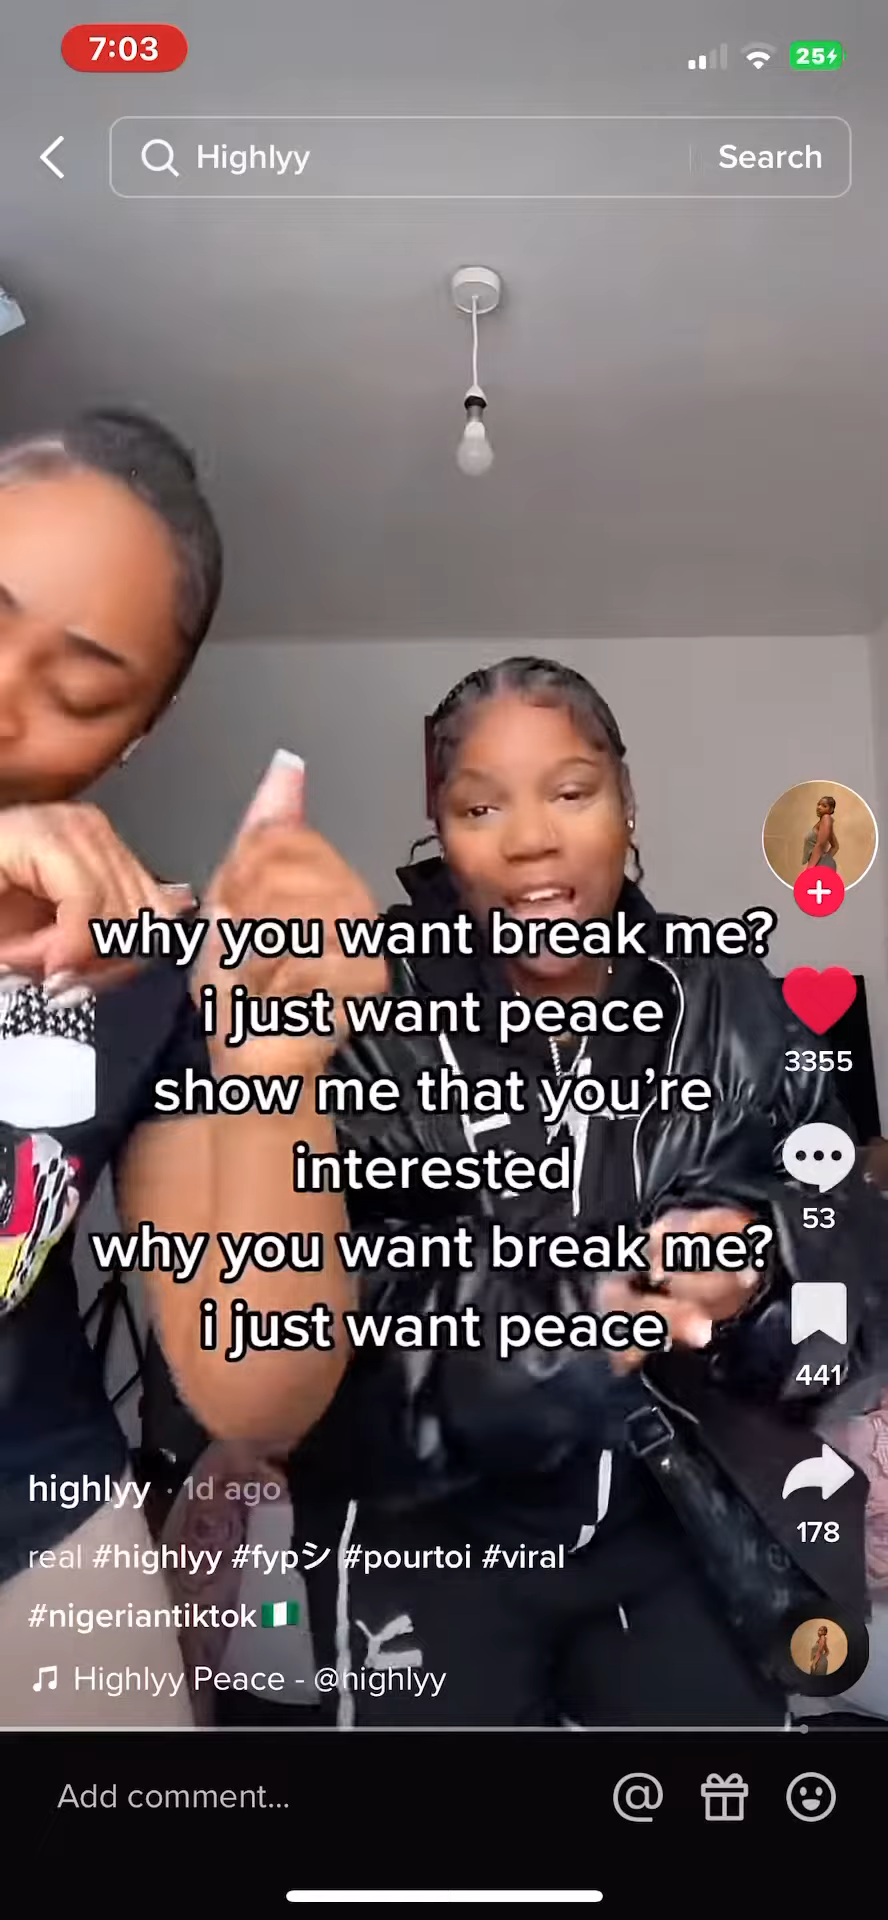 7:03
25
Highlyy
Search
why you want break me?
i just want peace
show me that you're
interested
why you want break me?
i just want peace
3355
53
441
178
highlyy · 1d ago
real #highlyy #fypシ #pourtoi #viral
#nigeriantiktok🇳🇬
Highlyy Peace - @highlyy
Add comment...